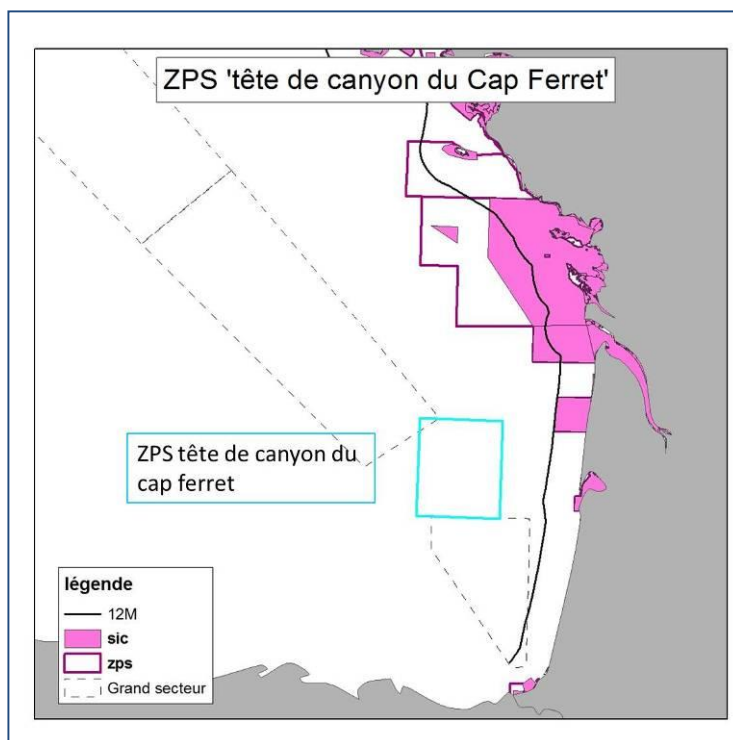 ZPS 'tête de canyon du Cap Ferret'
ZPS tête de canyon du
cap ferret
légende
12M
sic
zps
Grand secteur